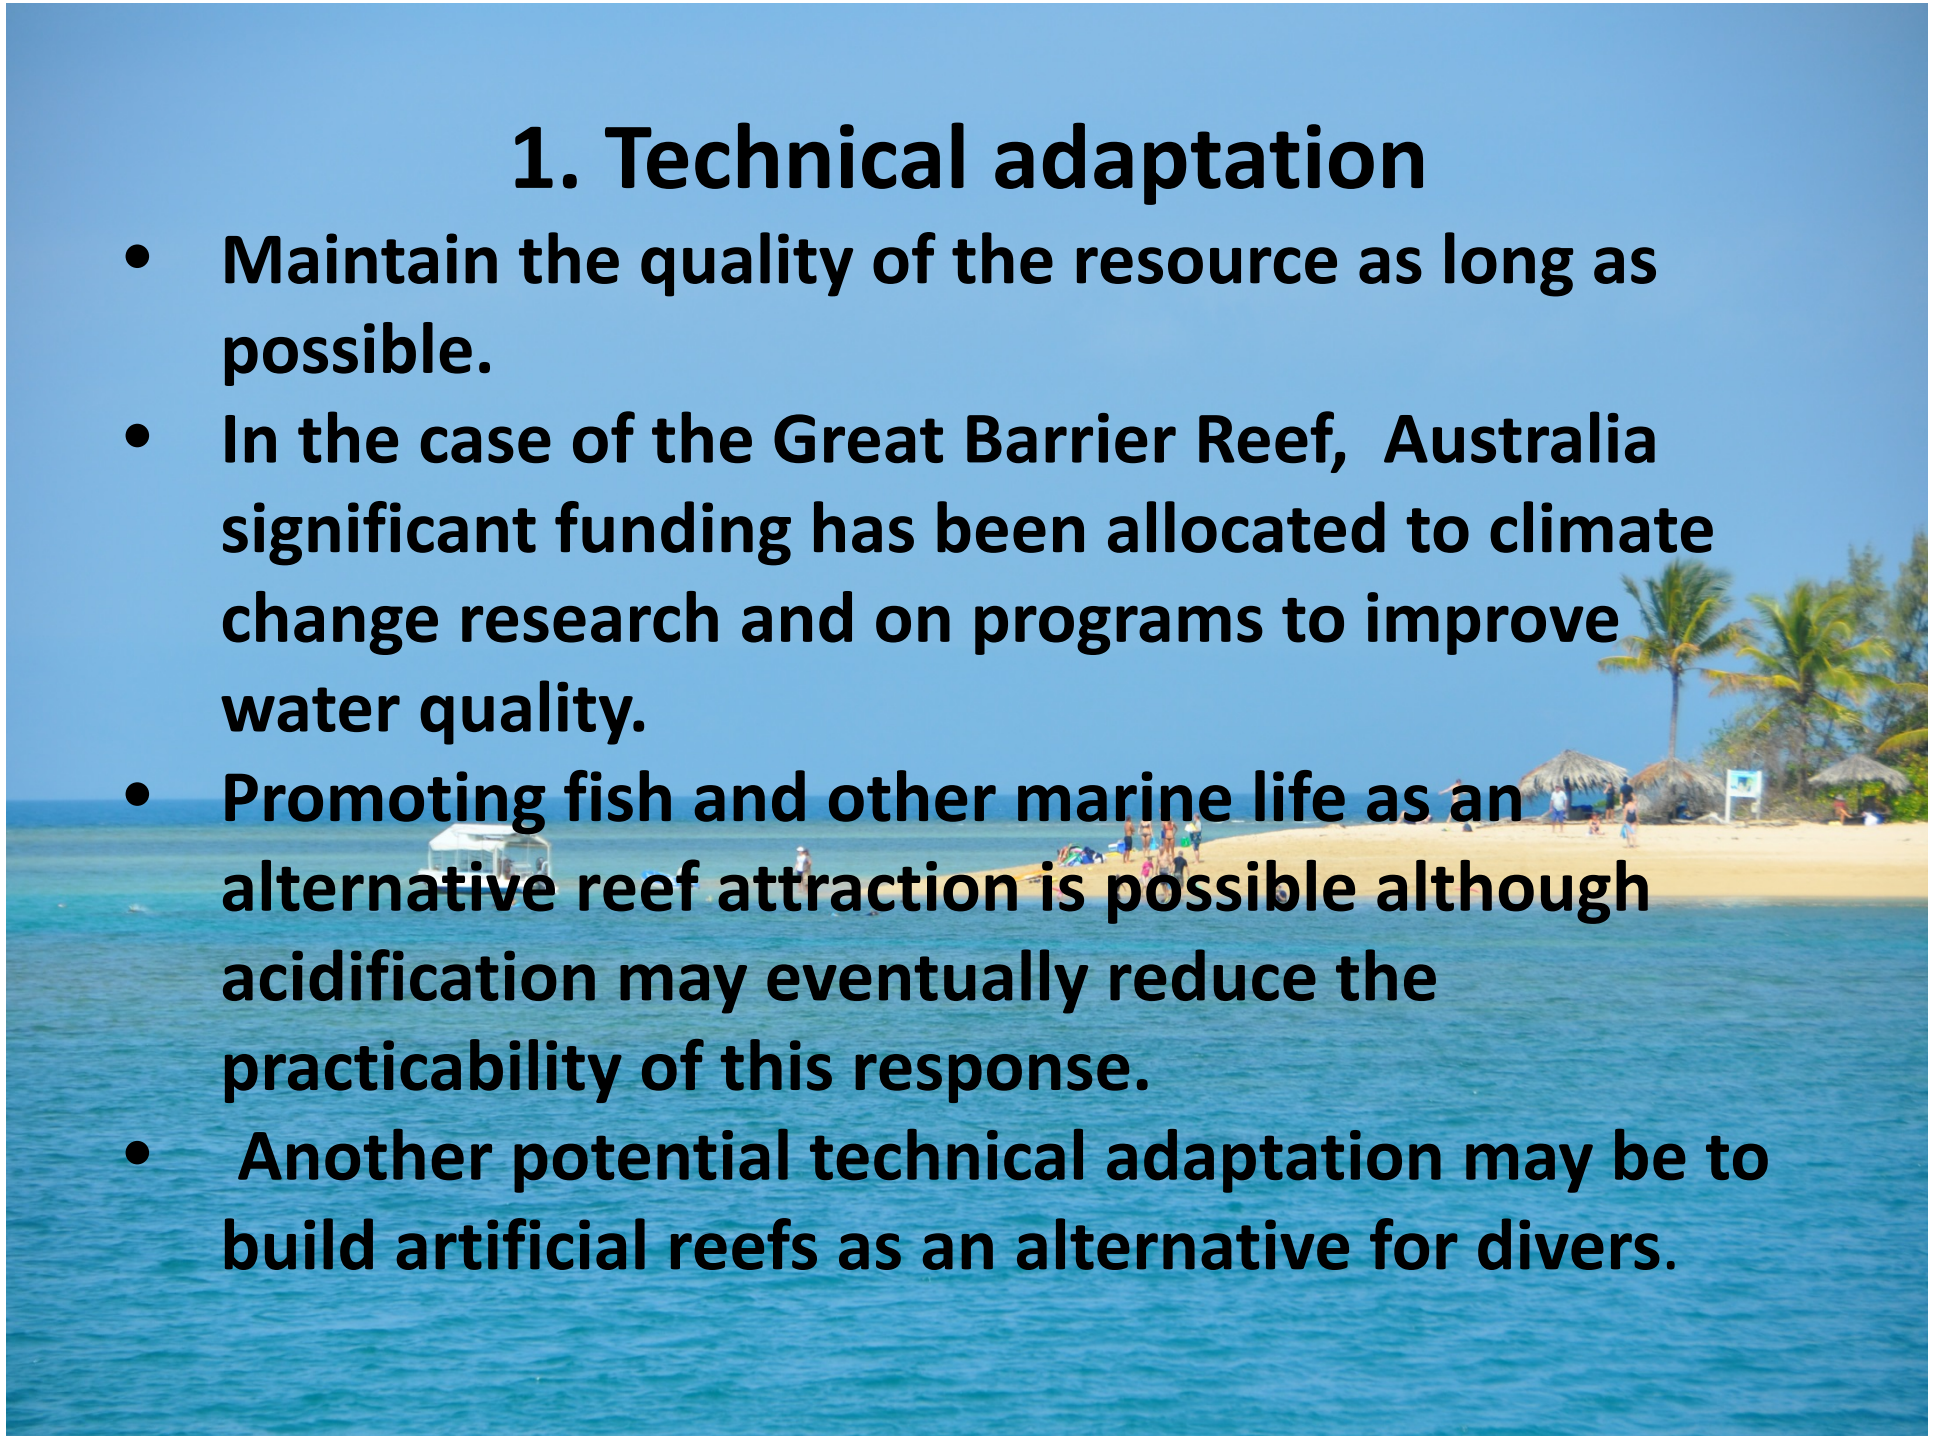 1. Technical adaptation
• Maintain the quality of the resource as long as
possible.
• In the case of the Great Barrier Reef,  Australia
significant funding has been allocated to climate
change research and on programs to improve
water quality.
• Promoting fish and other marine life as an
alternative reef attraction is possible although
acidification may eventually reduce the
practicability of this response.
• Another potential technical adaptation may be to
build artificial reefs as an alternative for divers.